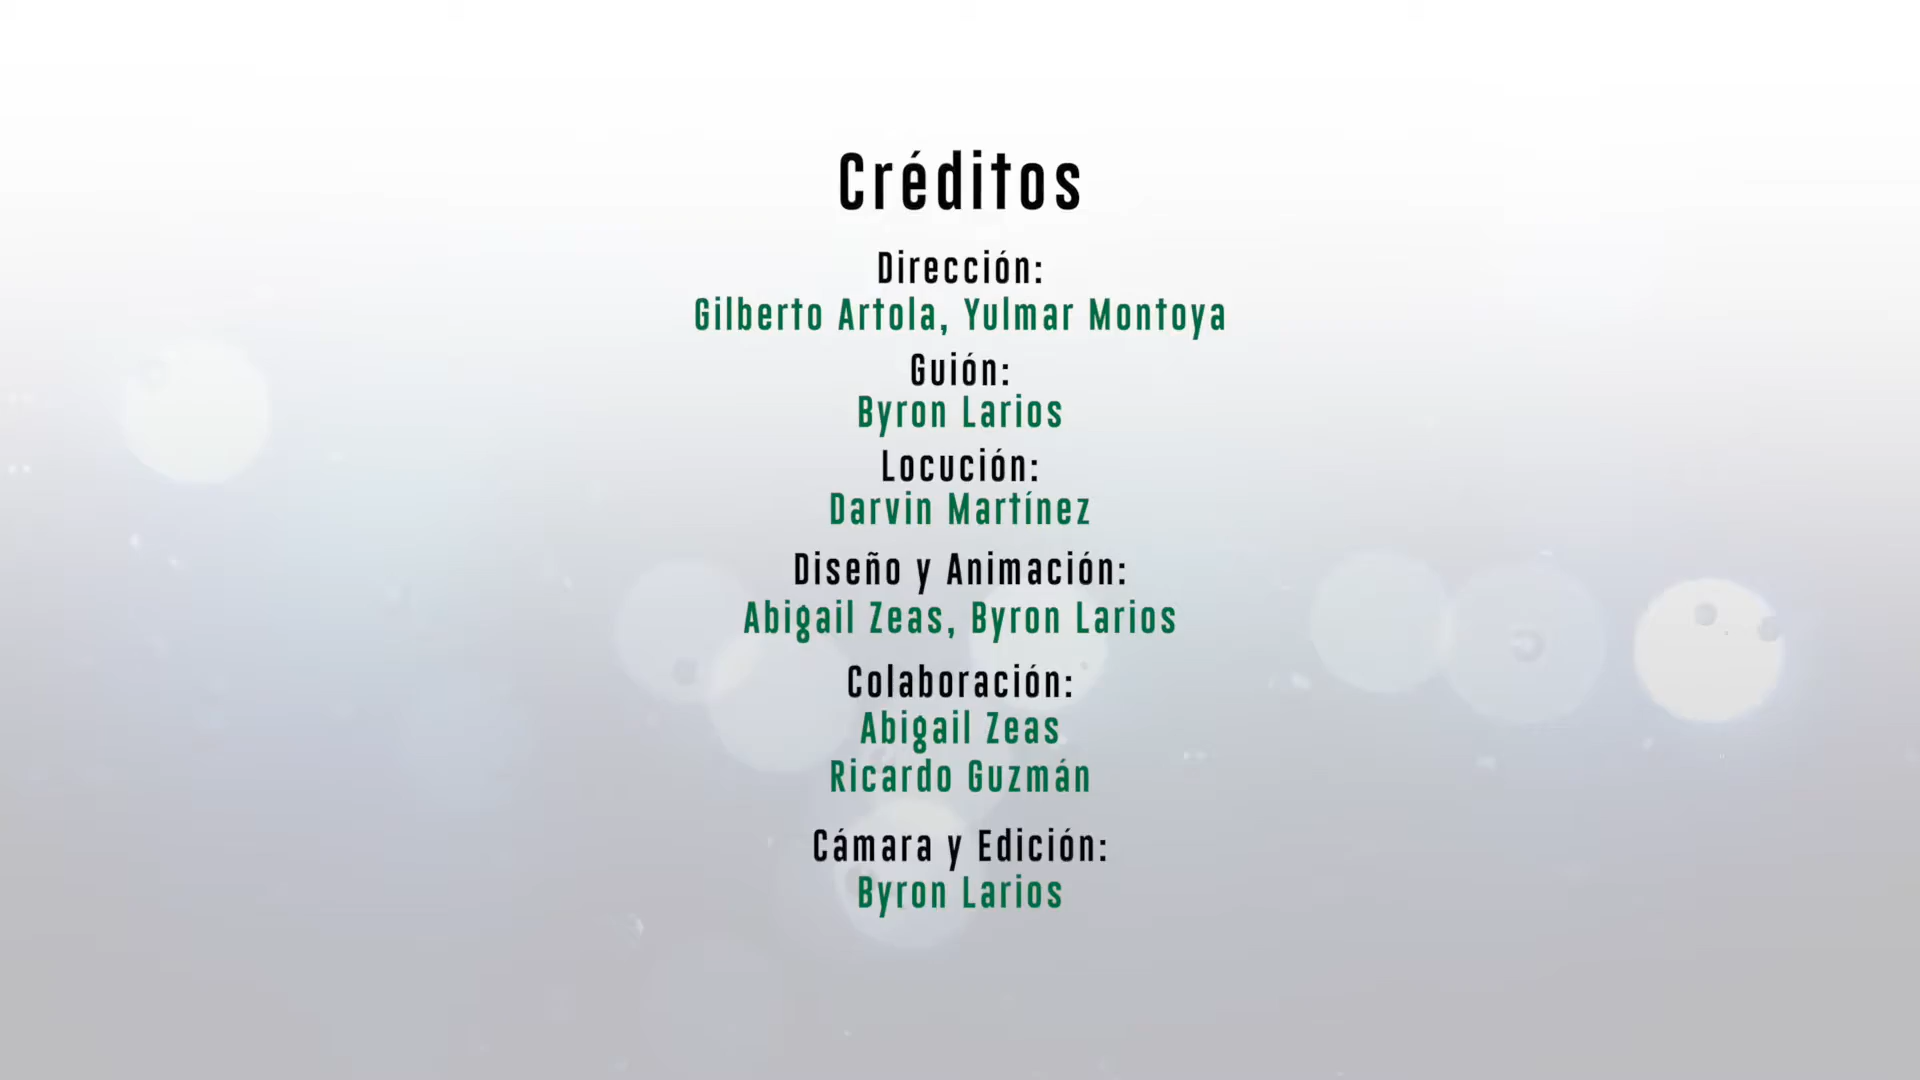 Créditos
Dirección:
Gilberto Artola, Yulmar Montoya
Guión:
Byron Larios
Locución:
Darvin Martínez
Diseño y Animación:
Abigail Zeas, Byron Larios
Colaboración:
Abigail Zeas
Ricardo Guzmán
Cámara y Edición:
Byron Larios